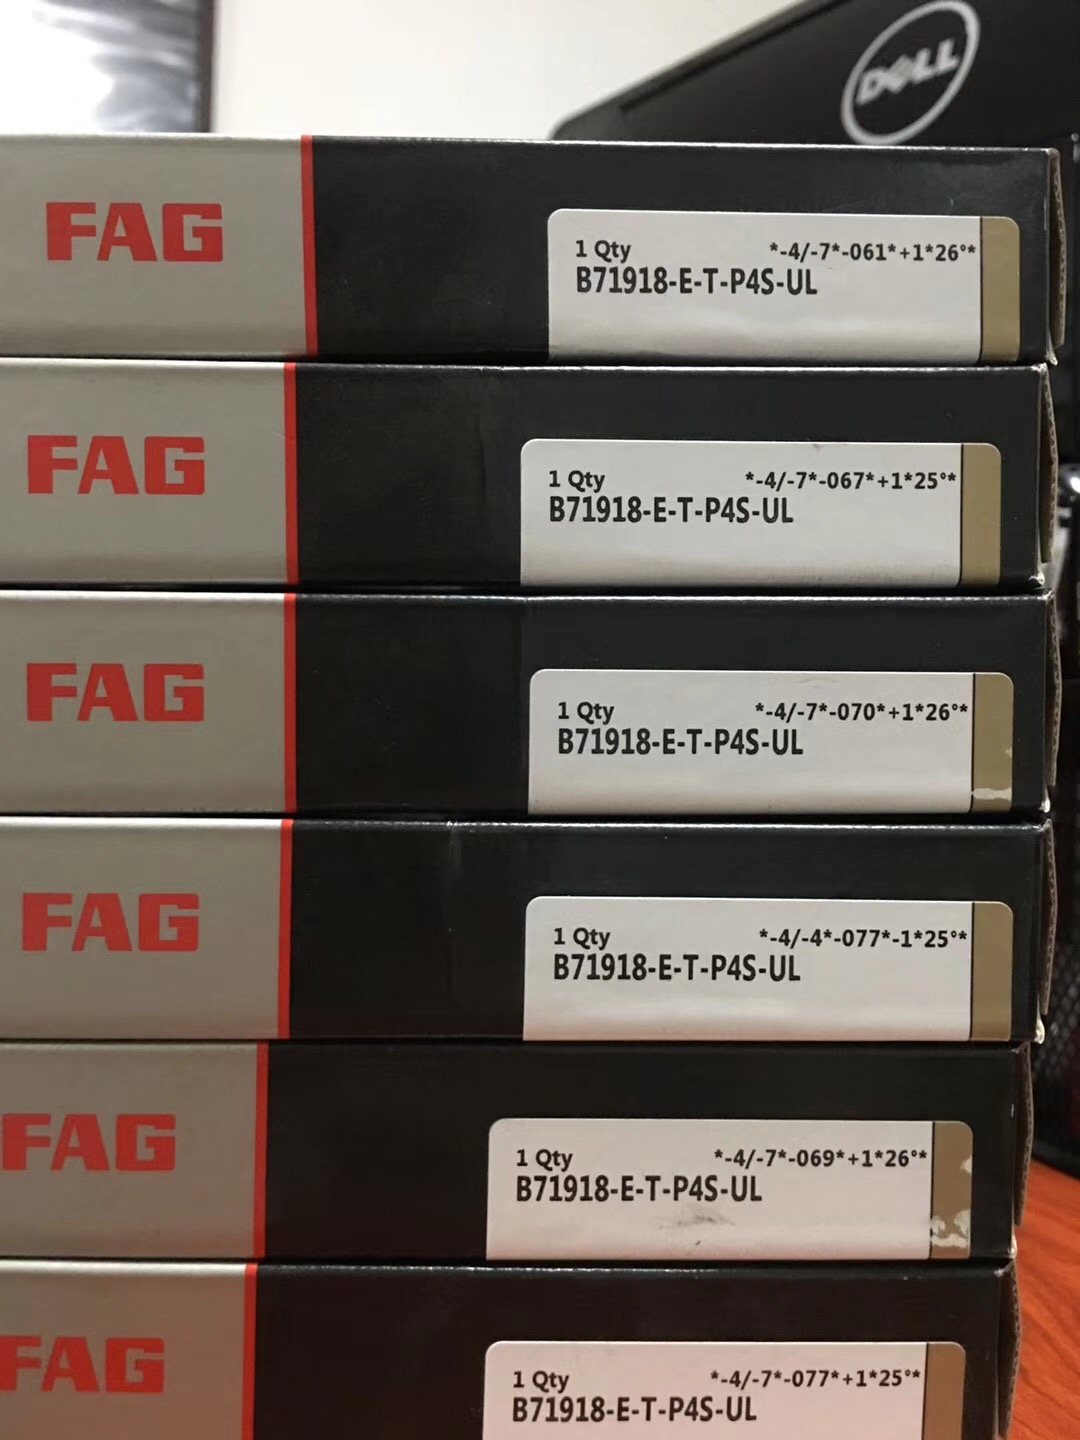 DELL
FAG
1 Qty *-4/-7*-061*+1*26°*
B71918-E-T-P4S-UL
FAG
1 Qty *-4/-7*-067*+1*25°*
B71918-E-T-P4S-UL
FAG
1 Qty *-4/-7*-070*+1*26°*
B71918-E-T-P4S-UL
FAG
1 Qty *-4/-4*-077*-1*25°*
B71918-E-T-P4S-UL
FAG
1 Qty *-4/-7*-069*+1*26°*
B71918-E-T-P4S-UL
FAG
1 Qty *-4/-7*-077*+1*25°*
B71918-E-T-P4S-UL